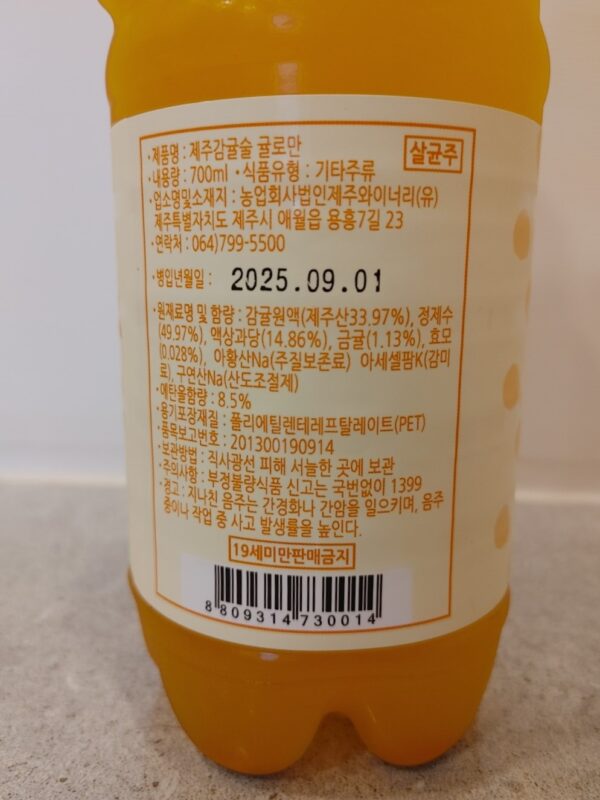 ·제품명 : 제주감귤술 귤로만
살균주
·내용량 : 700ml ·식품유형 : 기타주류
·업소명및소재지 : 농업회사법인제주와이너리(유)
제주특별자치도 제주시 애월읍 용흥7길 23
·연락처 : 064)799-5500
·병입년월일 : 2025.09.01
·원재료명 및 함량 : 감귤원액(제주산33.97%), 정제수
(49.97%), 액상과당(14.86%), 금귤(1.13%), 효모
(0.028%), 아황산Na(주질보존료) 아세셀팜K(감미
료), 구연산Na(산도조절제)
·에탄올함량 : 8.5%
·용기포장재질 : 폴리에틸렌테레프탈레이트(PET)
·품목보고번호 : 201300190914
·보관방법 : 직사광선 피해 서늘한 곳에 보관
·주의사항 : 부정불량식품 신고는 국번없이 1399
·경고 : 지나친 음주는 간경화나 간암을 일으키며, 음주
중이나 작업 중 사고 발생률을 높인다.
19세미만판매금지
8 809314 730014